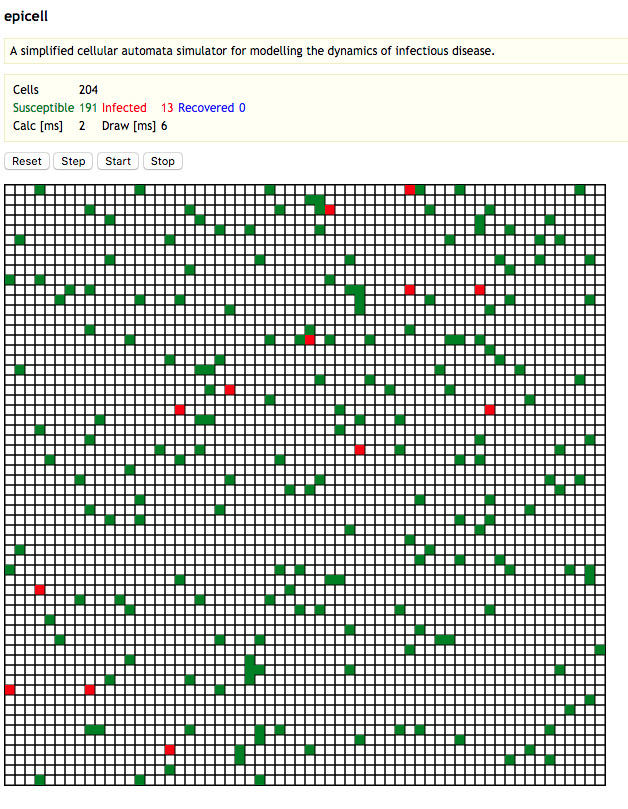 epicell
A simplified cellular automata simulator for modelling the dynamics of infectious disease.
Cells 204
Susceptible 191 Infected 13 Recovered 0
Calc [ms] 2 Draw [ms] 6
Reset Step Start Stop